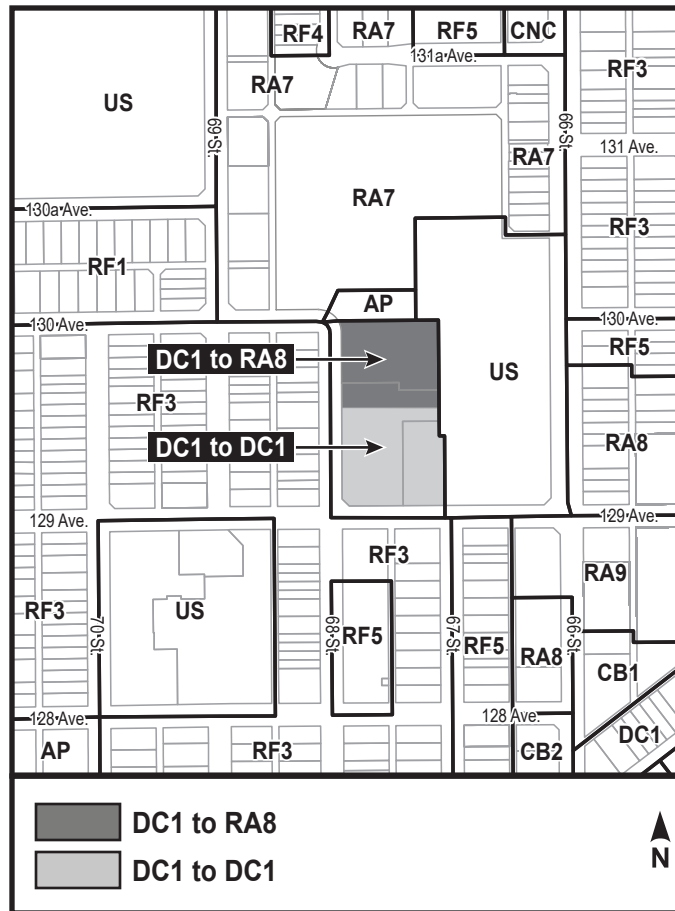 RF4
RA7
RF5
CNC
131a Ave.
RF3
US
RA7
69 St.
66 St.
131 Ave.
RA7
130a Ave.
RA7
RF3
RF1
AP
130 Ave.
130 Ave.
RF5
DC1 to RA8
US
RF3
RA8
DC1 to DC1
129 Ave.
129 Ave.
RF3
RA9
RF3
70 St.
US
68 St.
RF5
67 St.
RF5
RA8
66 St.
CB1
128 Ave.
128 Ave.
DC1
AP
RF3
CB2
DC1 to RA8
DC1 to DC1
N